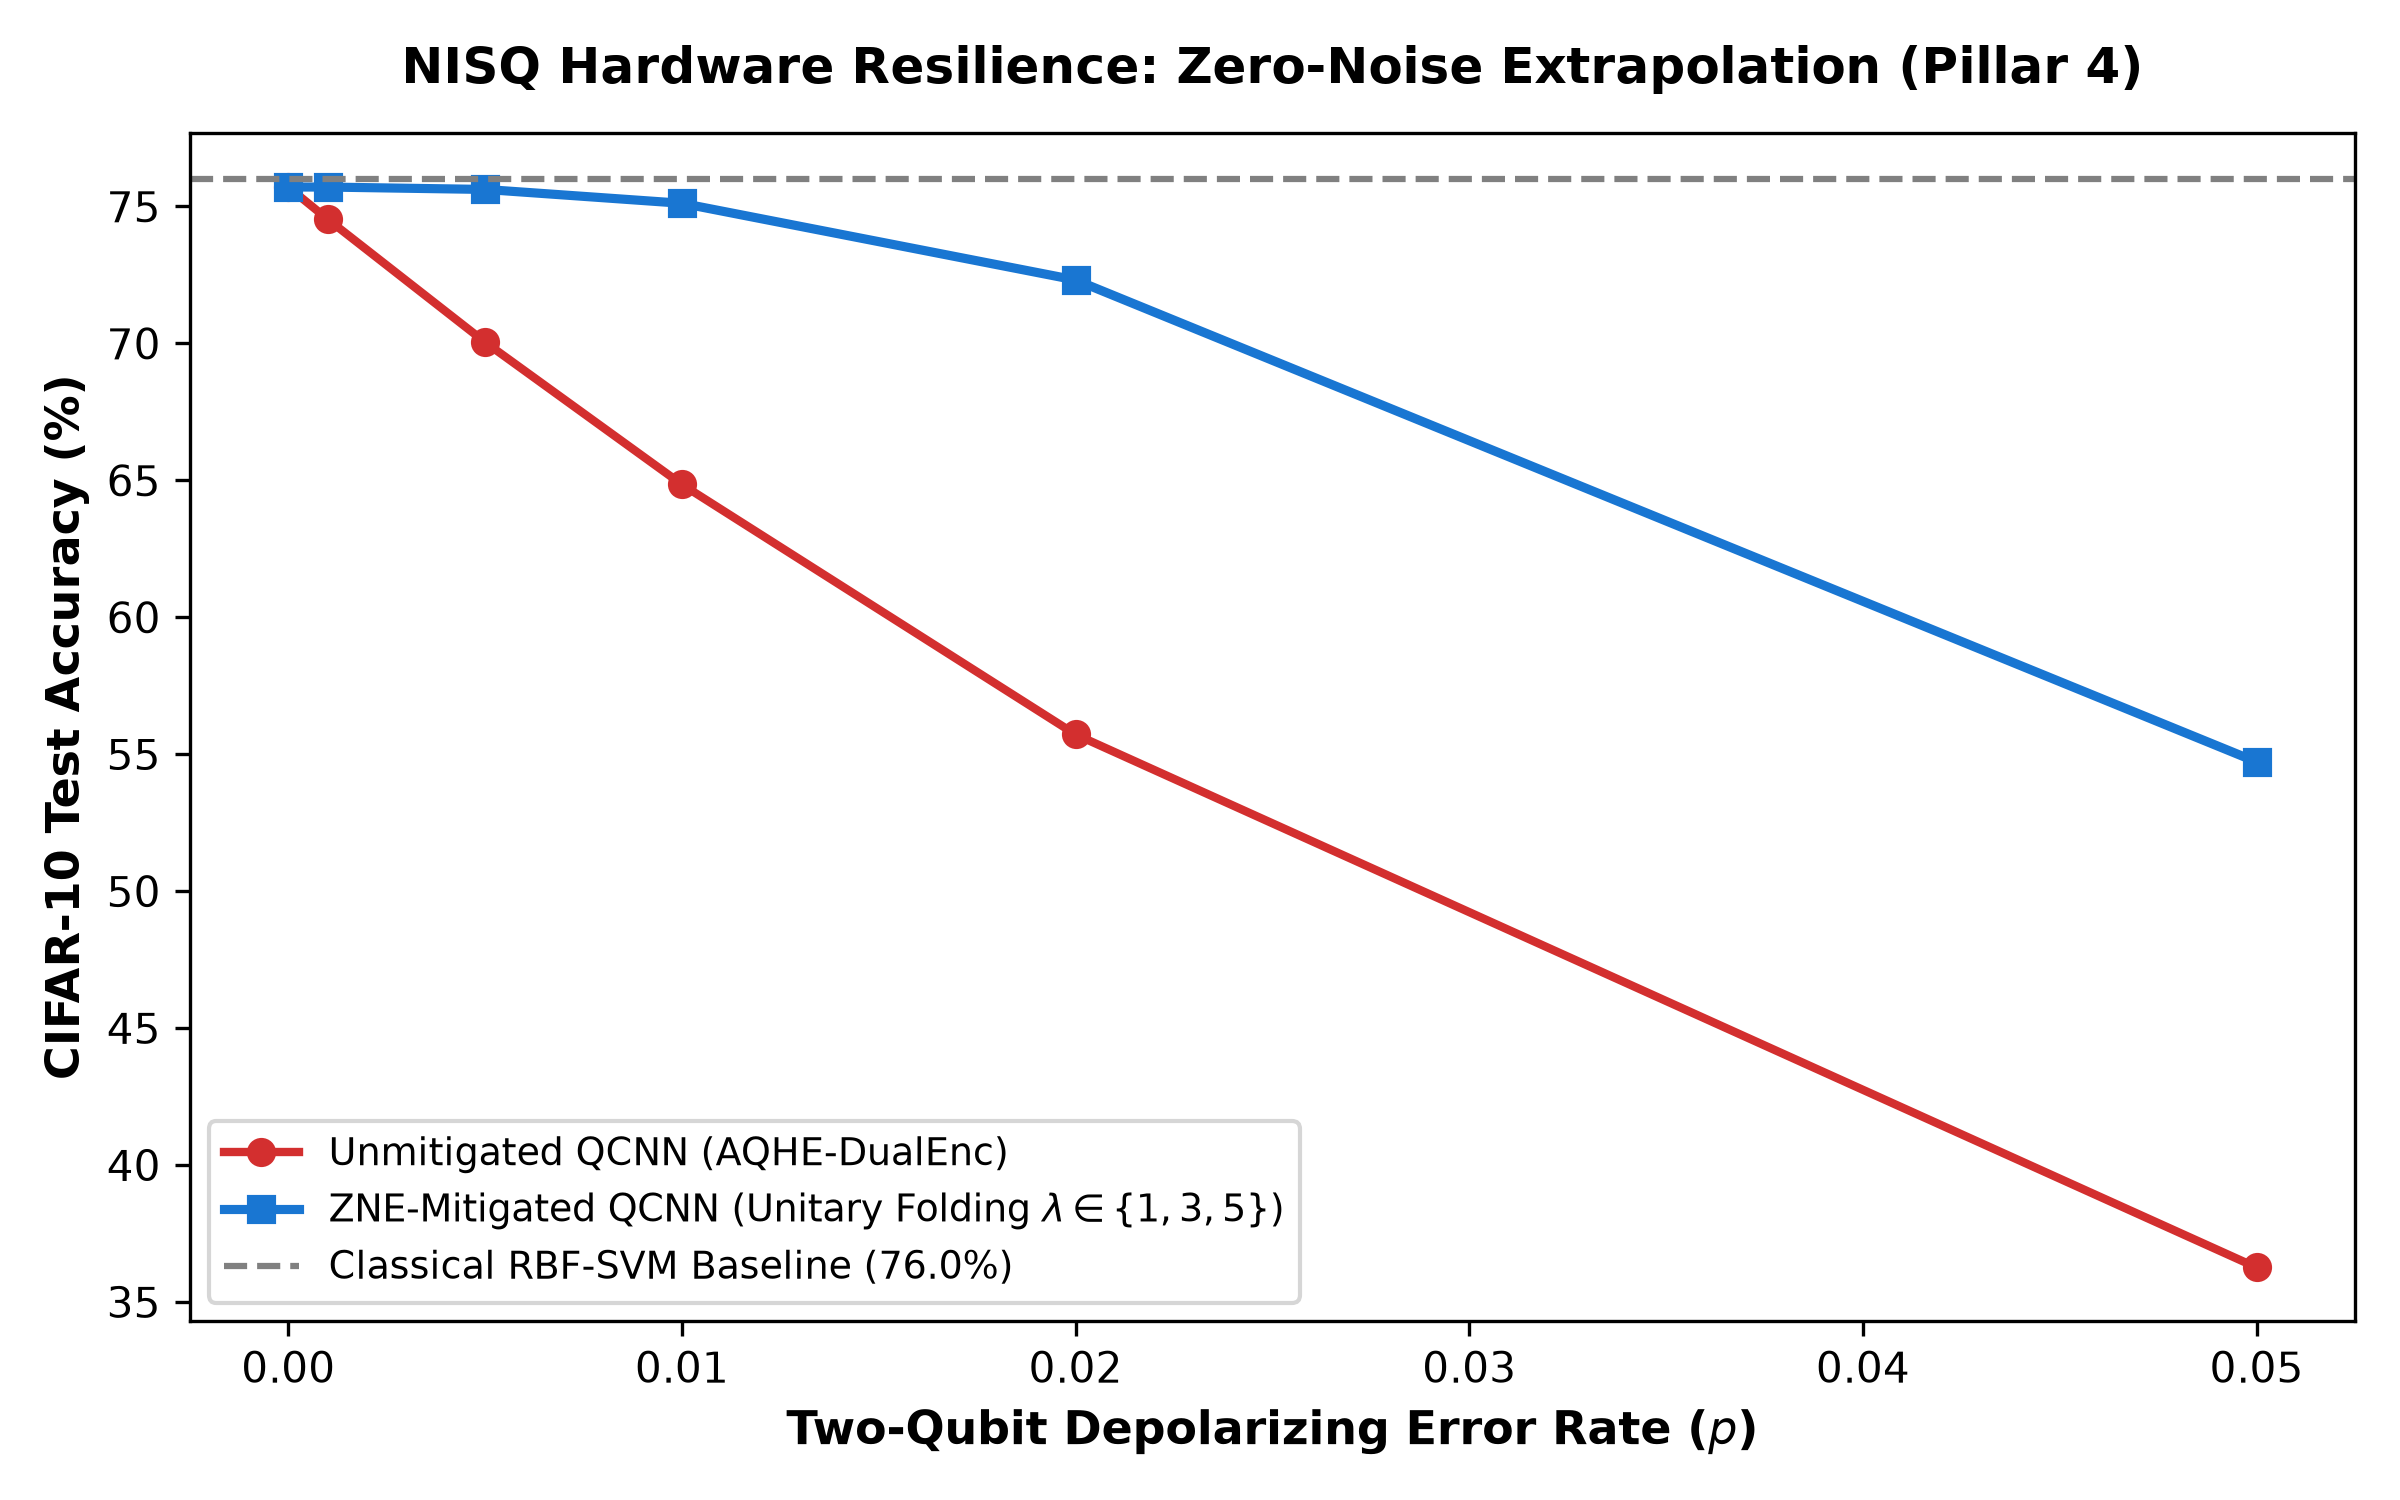 NISQ Hardware Resilience: Zero-Noise Extrapolation (Pillar 4)
CIFAR-10 Test Accuracy (%)
75
70
65
60
55
50
45
40
35
Unmitigated QCNN (AQHE-DualEnc)
ZNE-Mitigated QCNN (Unitary Folding λ ∈ {1, 3, 5})
Classical RBF-SVM Baseline (76.0%)
0.00 0.01 0.02 0.03 0.04 0.05
Two-Qubit Depolarizing Error Rate (p)